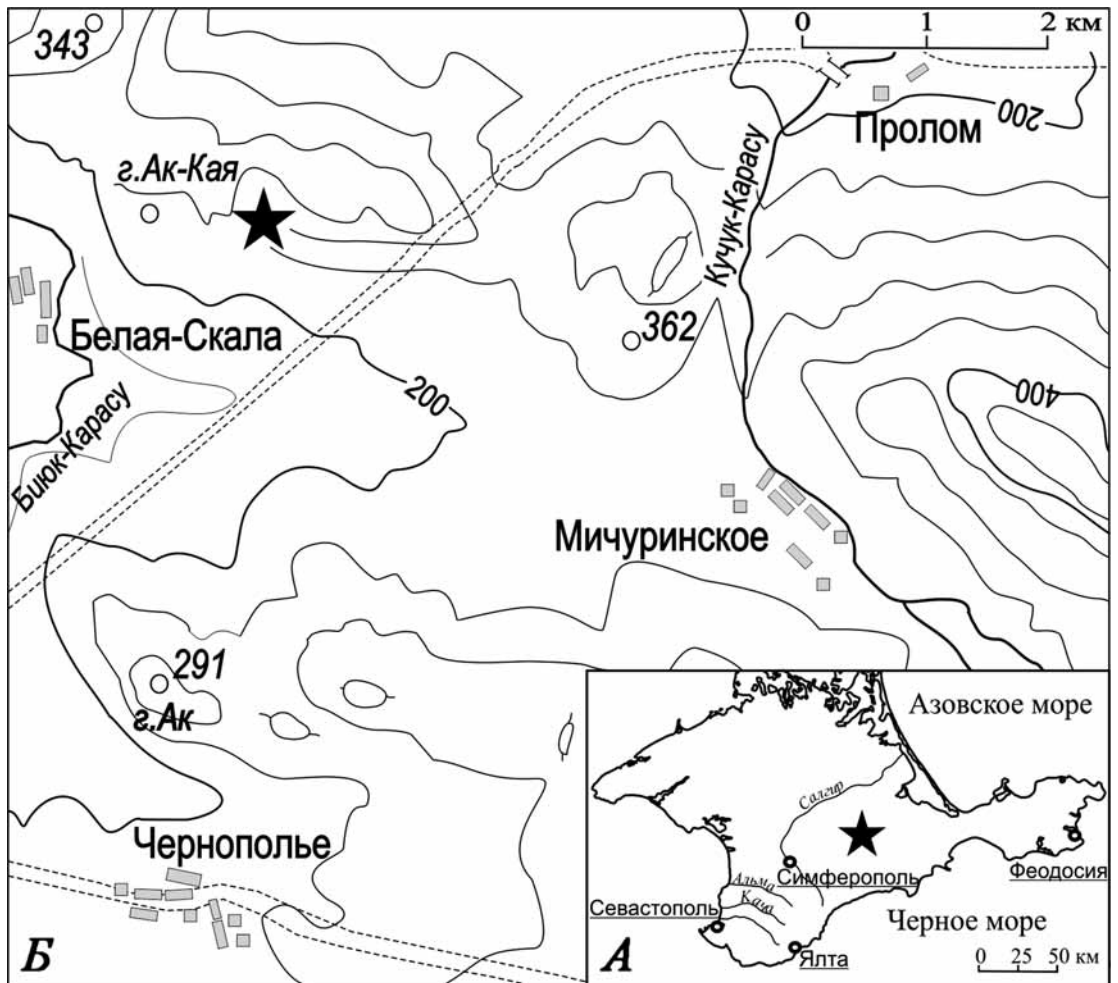 343
0 1 2 км
200
Пролом
г.Ак-Кая
Кучук-Карасу
Белая-Скала
362
200
400
Биюк-Карасу
Мичуринское
291
г.Ак
Чернополье
Б
Азовское море
Салгир
Симферополь
Феодосия
Альма
Кача
Севастополь
Черное море
Ялта
А
0 25 50 км